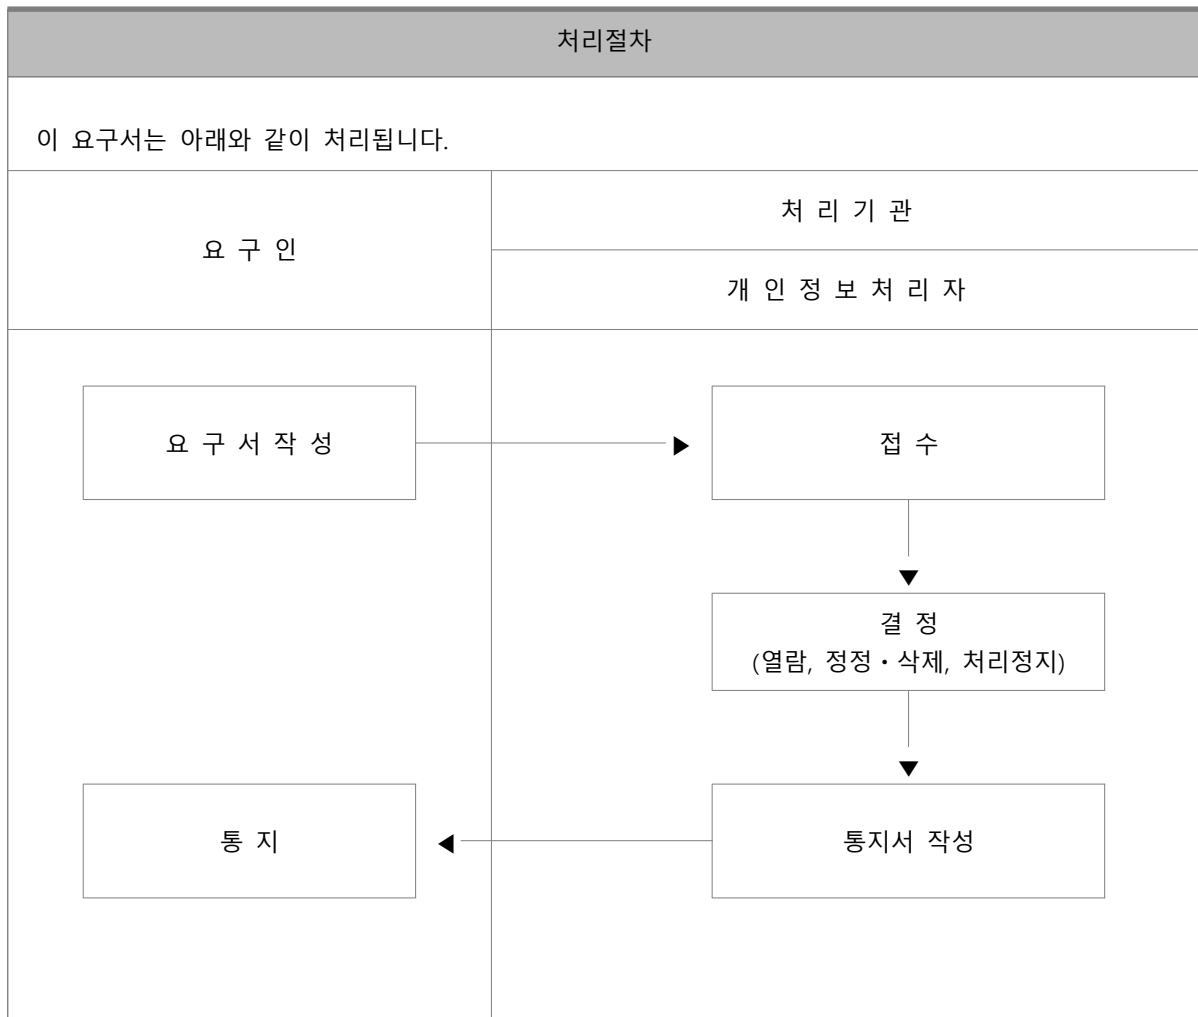 처리절차
이 요구서는 아래와 같이 처리됩니다.
요 구 인
처 리 기 관
개 인 정 보 처 리 자
요 구 서 작 성
접 수
결 정
(열람, 정정·삭제, 처리정지)
통 지
통지서 작성